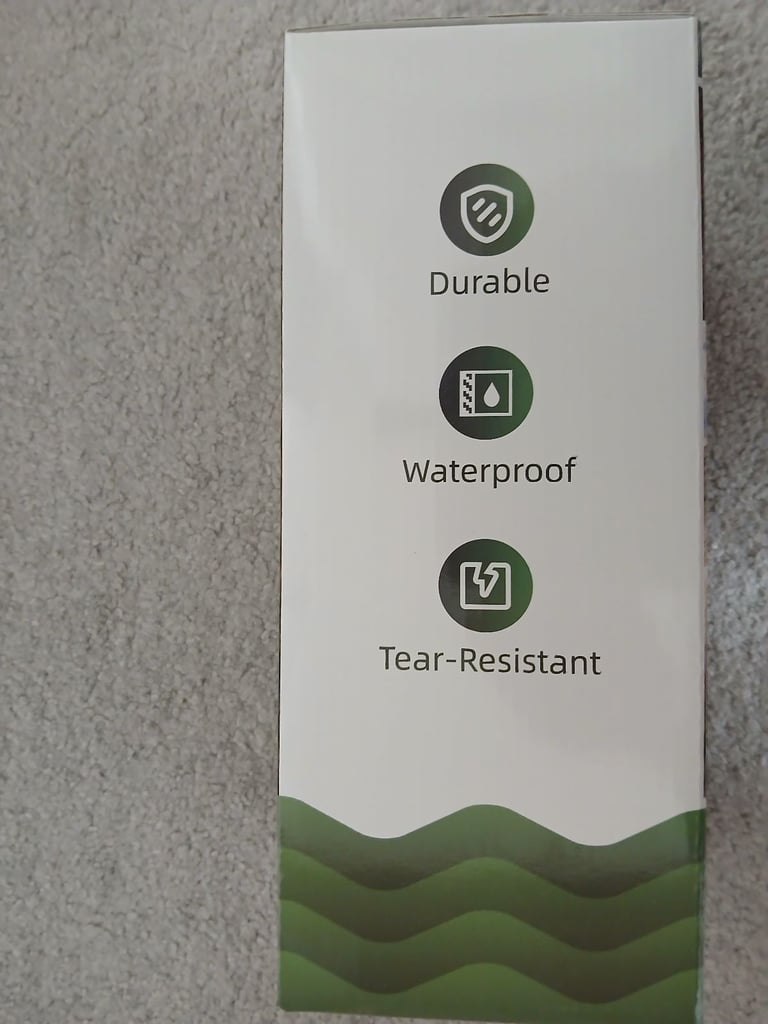 Durable
Waterproof
Tear-Resistant